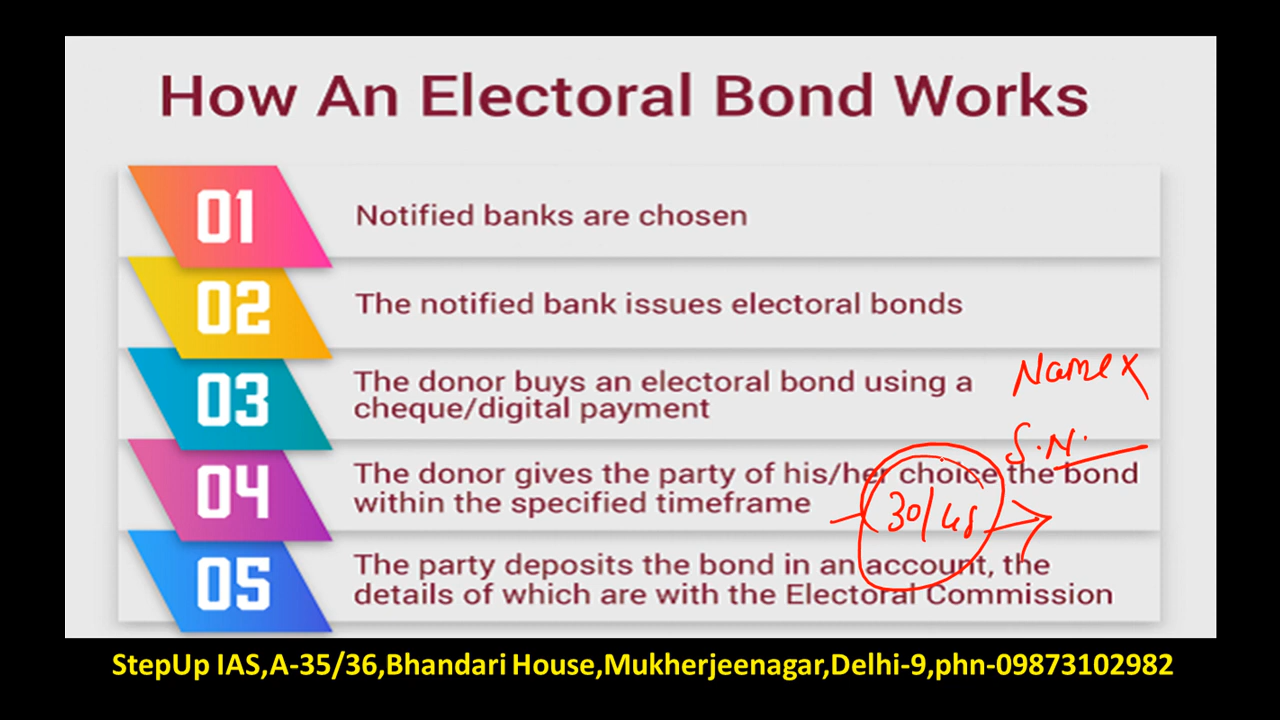 How An Electoral Bond Works
01
Notified banks are chosen
02
The notified bank issues electoral bonds
03
The donor buys an electoral bond using a
cheque/digital payment
Name x
S.N.
04
The donor gives the party of his/her choice the bond
within the specified timeframe
30/45
05
The party deposits the bond in an account, the
details of which are with the Electoral Commission
StepUp IAS,A-35/36,Bhandari House,Mukherjeenagar,Delhi-9,phn-09873102982